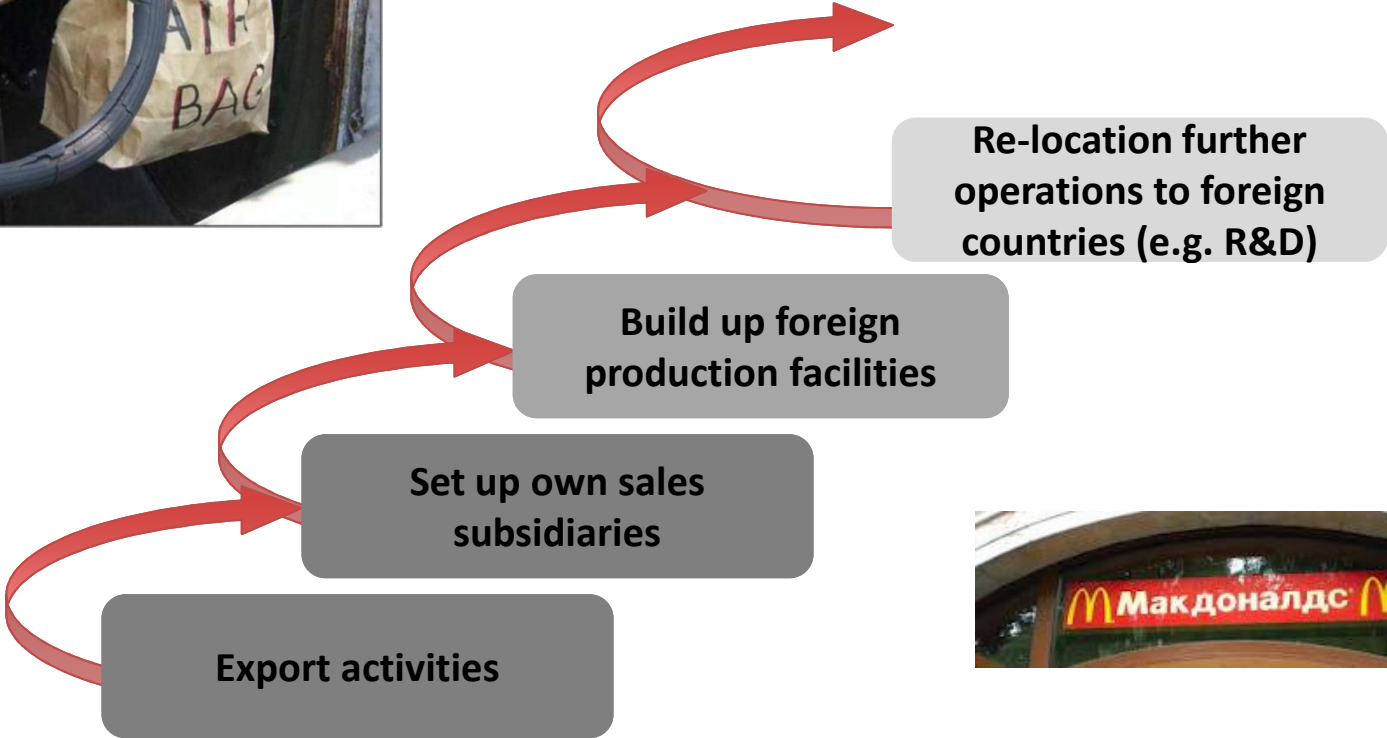 AIR
BAG
Re-location further
operations to foreign
countries (e.g. R&D)
Build up foreign
production facilities
Set up own sales
subsidiaries
Export activities
Макдоналдс